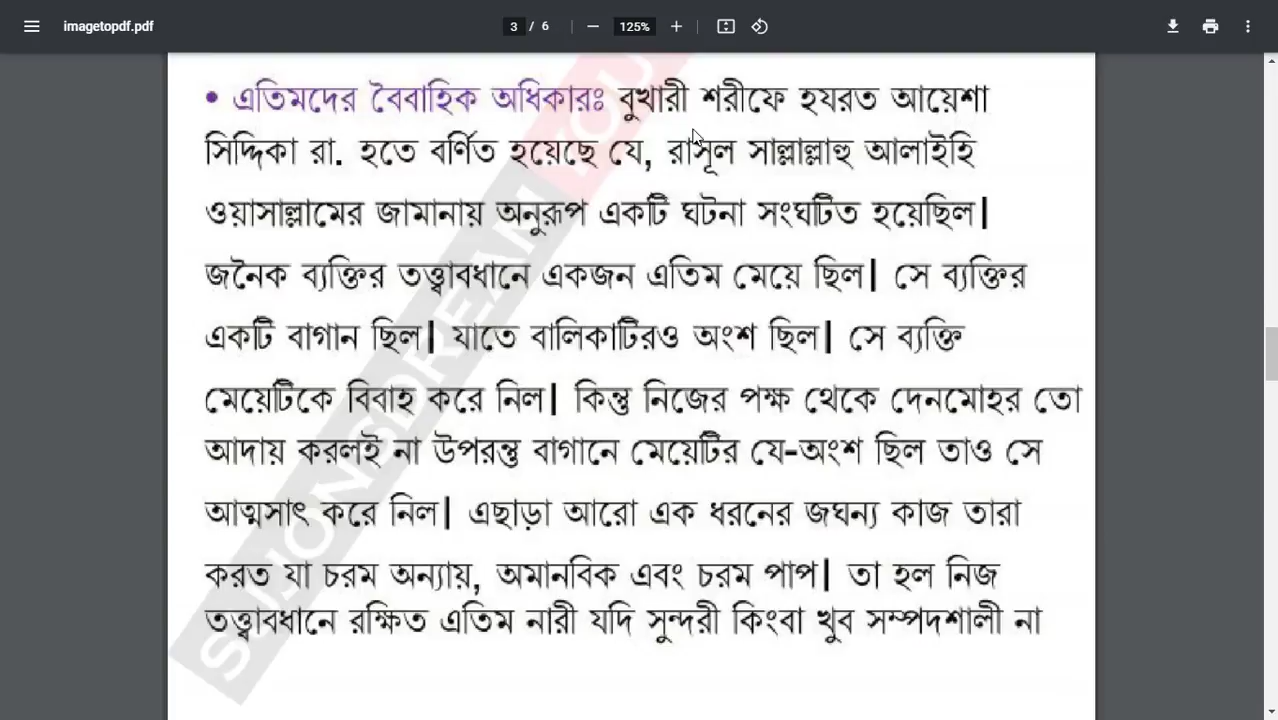 imagetopdf.pdf
3 / 6
125%
• এতিমদের বৈবাহিক অধিকারঃ বুখারী শরীফে হযরত আয়েশা
সিদ্দিকা রা. হতে বর্ণিত হয়েছে যে, রাসূল সাল্লাল্লাহু আলাইহি
ওয়াসাল্লামের জামানায় অনুরূপ একটি ঘটনা সংঘটিত হয়েছিল|
জনৈক ব্যক্তির তত্ত্বাবধানে একজন এতিম মেয়ে ছিল| সে ব্যক্তির
একটি বাগান ছিল| যাতে বালিকাটিরও অংশ ছিল| সে ব্যক্তি
মেয়েটিকে বিবাহ করে নিল| কিন্তু নিজের পক্ষ থেকে দেনমোহর তো
আদায় করলই না উপরন্তু বাগানে মেয়েটির যে-অংশ ছিল তাও সে
আত্মসাৎ করে নিল| এছাড়া আরো এক ধরনের জঘন্য কাজ তারা
করত যা চরম অন্যায়, অমানবিক এবং চরম পাপ| তা হল নিজ
তত্ত্বাবধানে রক্ষিত এতিম নারী যদি সুন্দরী কিংবা খুব সম্পদশালী না